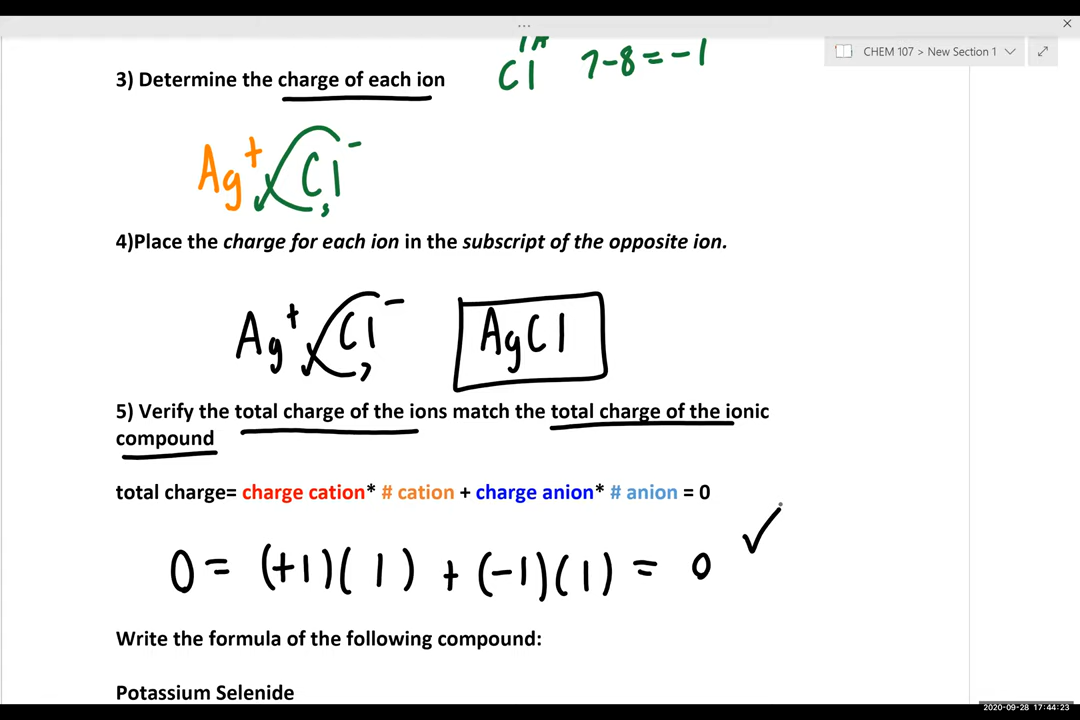 CHEM 107 > New Section 1
Cl 7-8=-1
3) Determine the charge of each ion
Ag+ Cl-
4)Place the charge for each ion in the subscript of the opposite ion.
Ag+ Cl- AgCl
5) Verify the total charge of the ions match the total charge of the ionic
compound
total charge= charge cation* # cation + charge anion* # anion = 0
0 = (+1)(1) + (-1)(1) = 0 ✓
Write the formula of the following compound:
Potassium Selenide
2020-09-28 17:44:23